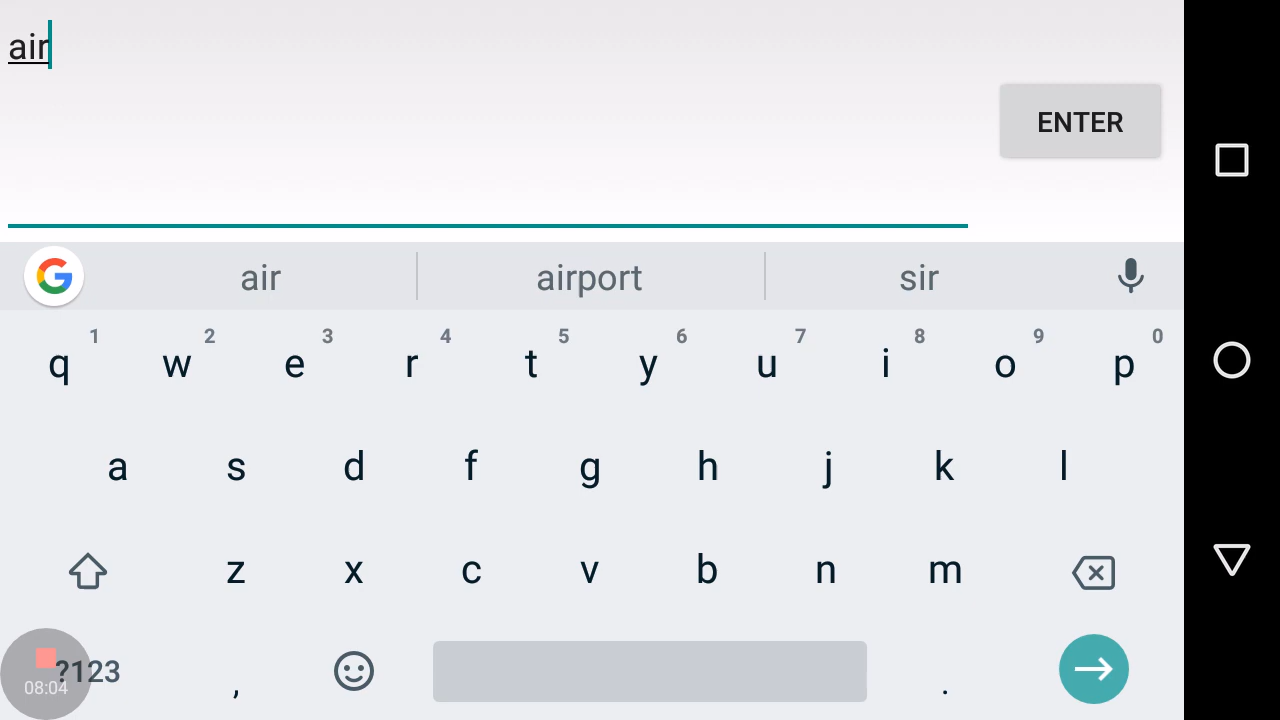 air
ENTER
air airport sir
1 2 3 4 5 6 7 8 9 0
q w e r t y u i o p
a s d f g h j k l
z x c v b n m
?123 , .
08:04